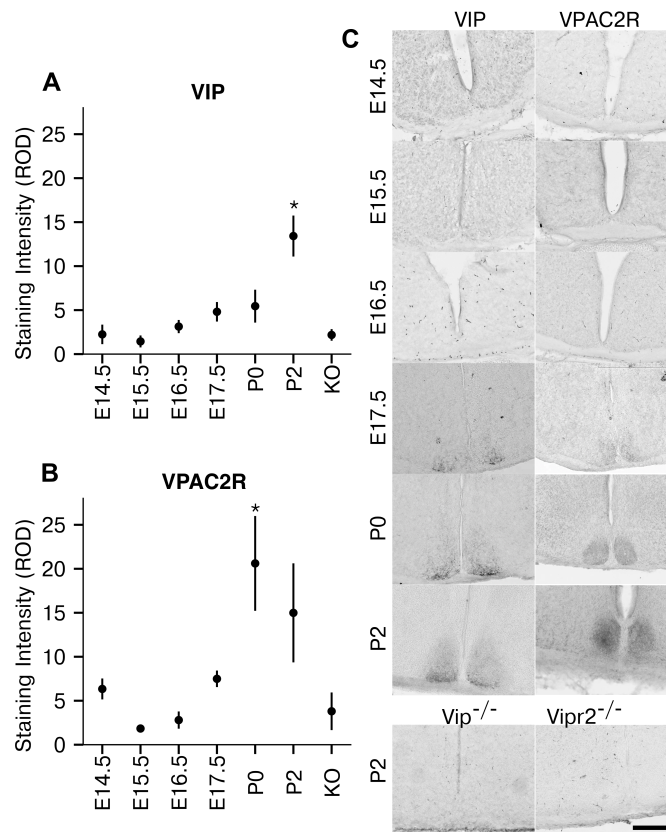 A
VIP
Staining Intensity (ROD)
25
20
15
10
5
0
*
E14.5
E15.5
E16.5
E17.5
P0
P2
KO
B
VPAC2R
Staining Intensity (ROD)
25
20
15
10
5
0
*
E14.5
E15.5
E16.5
E17.5
P0
P2
KO
C
VIP VPAC2R
E14.5
E15.5
E16.5
E17.5
P0
P2
Vip-/- Vipr2-/-
P2